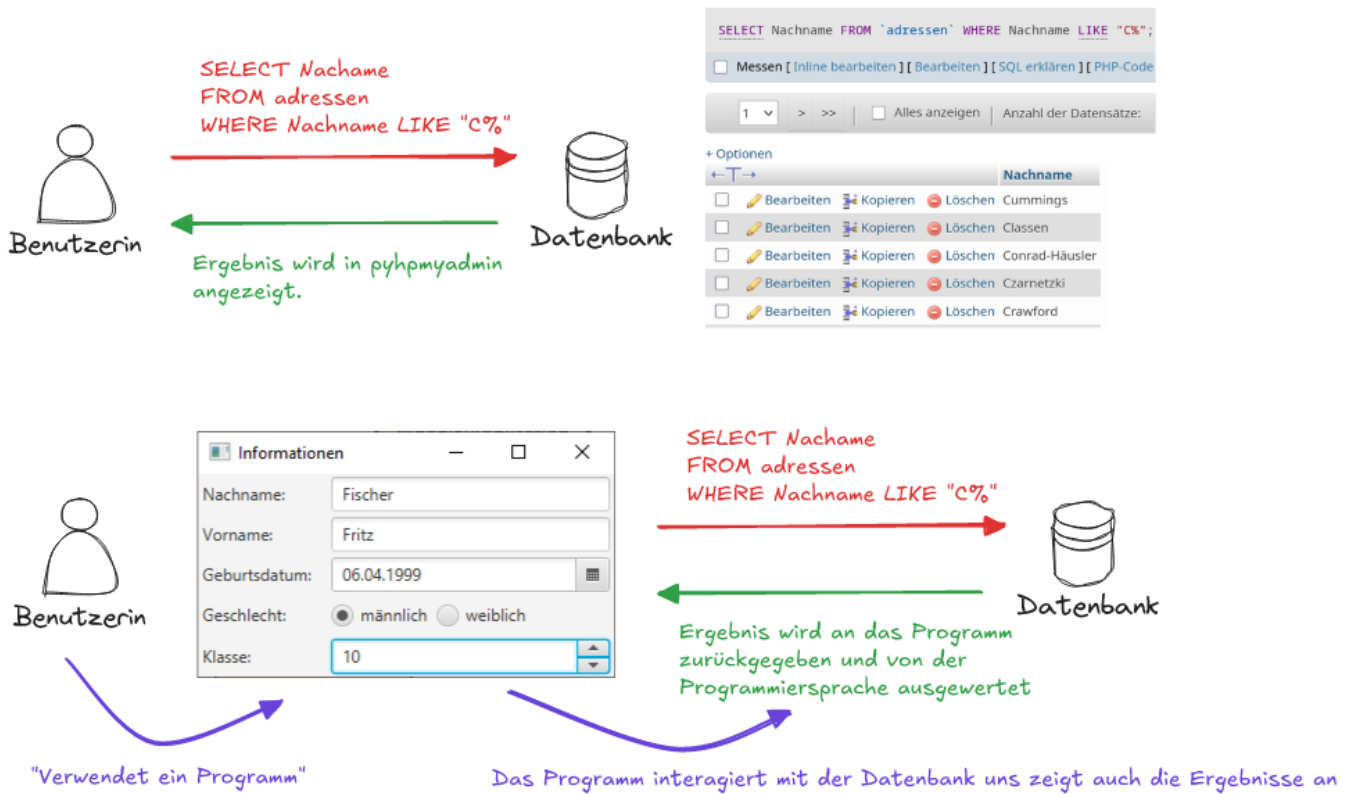 SELECT Nachame
FROM adressen
WHERE Nachname LIKE "C%"
Benutzerin
Datenbank
Ergebnis wird in pyhpmyadmin
angezeigt.
SELECT Nachname FROM `adressen` WHERE Nachname LIKE "C%";
Messen [ Inline bearbeiten ] [ Bearbeiten ] [ SQL erklären ] [ PHP-Code
1 > >> Alles anzeigen Anzahl der Datensätze:
+ Optionen
←T→ Nachname
Bearbeiten Kopieren Löschen Cummings
Bearbeiten Kopieren Löschen Classen
Bearbeiten Kopieren Löschen Conrad-Häusler
Bearbeiten Kopieren Löschen Czarnetzki
Bearbeiten Kopieren Löschen Crawford
Benutzerin
Informationen
Nachname: Fischer
Vorname: Fritz
Geburtsdatum: 06.04.1999
Geschlecht: männlich weiblich
Klasse: 10
SELECT Nachame
FROM adressen
WHERE Nachname LIKE "C%"
Datenbank
Ergebnis wird an das Programm
zurückgegeben und von der
Programmiersprache ausgewertet
"Verwendet ein Programm"
Das Programm interagiert mit der Datenbank uns zeigt auch die Ergebnisse an